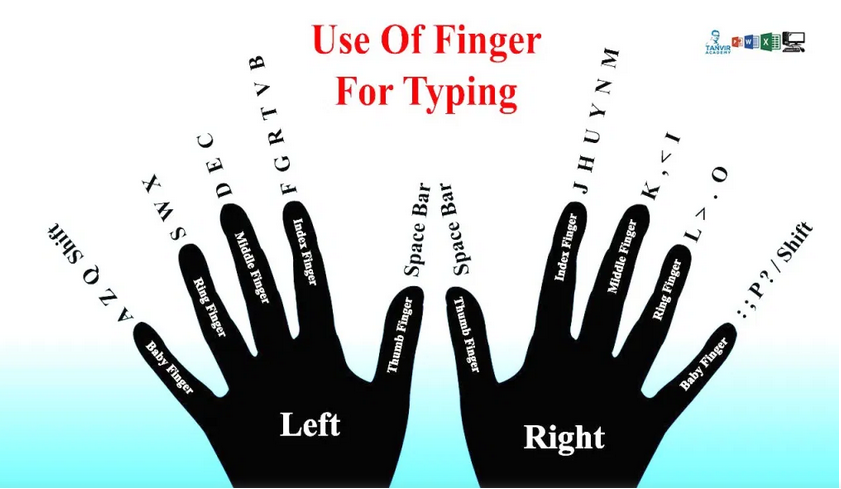 Use Of Finger
For Typing
TANVIR
ACADEMY
A Z Q Shift
S W X
D E C
F G R T V B
Space Bar
Space Bar
J H U Y N M
K , < I
L > . O
: ; P ? / Shift
Baby Finger
Ring Finger
Middle Finger
Index Finger
Thumb Finger
Thumb Finger
Index Finger
Middle Finger
Ring Finger
Baby Finger
Left
Right